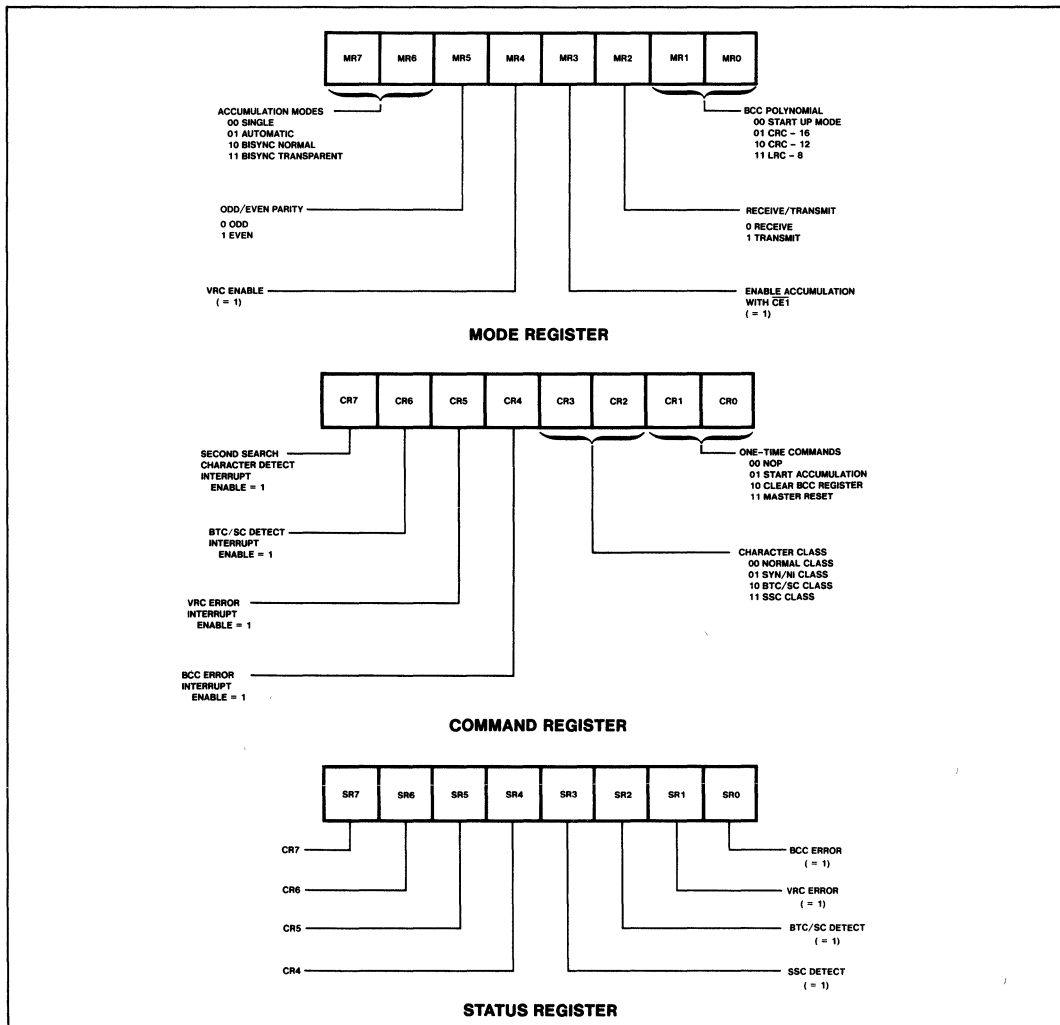 MR7 MR6 MR5 MR4 MR3 MR2 MR1 MR0
ACCUMULATION MODES
00 SINGLE
01 AUTOMATIC
10 BISYNC NORMAL
11 BISYNC TRANSPARENT
BCC POLYNOMIAL
00 START UP MODE
01 CRC – 16
10 CRC – 12
11 LRC – 8
ODD/EVEN PARITY
0 ODD
1 EVEN
RECEIVE/TRANSMIT
0 RECEIVE
1 TRANSMIT
VRC ENABLE
( = 1)
ENABLE ACCUMULATION
WITH C̅E̅1̅
( = 1)
MODE REGISTER
CR7 CR6 CR5 CR4 CR3 CR2 CR1 CR0
SECOND SEARCH
CHARACTER DETECT
INTERRUPT
ENABLE = 1
ONE-TIME COMMANDS
00 NOP
01 START ACCUMULATION
10 CLEAR BCC REGISTER
11 MASTER RESET
BTC/SC DETECT
INTERRUPT
ENABLE = 1
CHARACTER CLASS
00 NORMAL CLASS
01 SYN/NI CLASS
10 BTC/SC CLASS
11 SSC CLASS
VRC ERROR
INTERRUPT
ENABLE = 1
BCC ERROR
INTERRUPT
ENABLE = 1
COMMAND REGISTER
SR7 SR6 SR5 SR4 SR3 SR2 SR1 SR0
CR7
BCC ERROR
( = 1)
CR6
VRC ERROR
( = 1)
CR5
BTC/SC DETECT
( = 1)
CR4
SSC DETECT
( = 1)
STATUS REGISTER